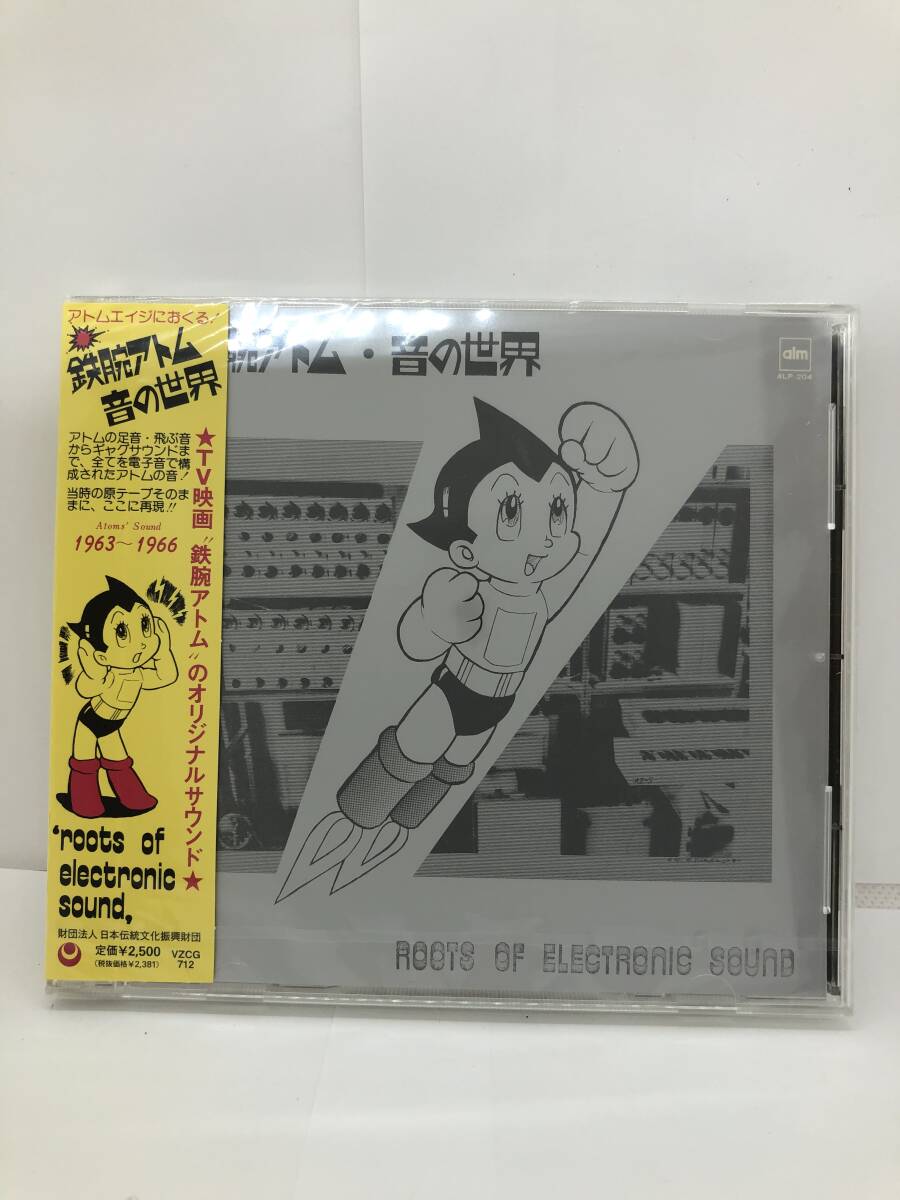 アトムエイジにおくる!
鉄腕アトム
音の世界
アトムの足音・飛ぶ音
からギャグサウンドま
で、全てを電子音で構
成されたアトムの音!
当時の原テープそのま
まに、ここに再現!!
Atoms' Sound
1963〜1966
★TV映画“鉄腕アトム”のオリジナルサウンド★
'roots of
electronic
sound,
財団法人 日本伝統文化振興財団
定価¥2,500 VZCG
(税抜価格¥2,381) 712
腕アトム・音の世界
alm
ALP 204
ROOTS OF ELECTRONIC SOUND